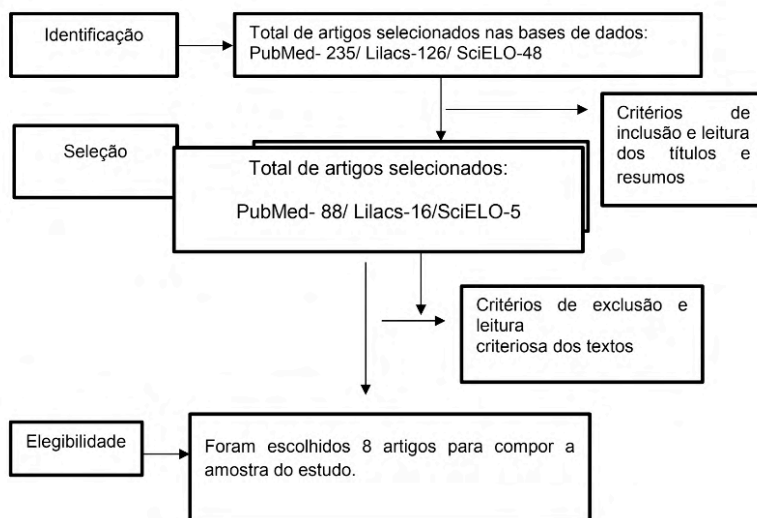 Identificação
Total de artigos selecionados nas bases de dados:
PubMed- 235/ Lilacs-126/ SciELO-48
Critérios de
inclusão e leitura
dos títulos e
resumos
Seleção
Total de artigos selecionados:
PubMed- 88/ Lilacs-16/SciELO-5
Critérios de exclusão e
leitura
criteriosa dos textos
Elegibilidade
Foram escolhidos 8 artigos para compor a
amostra do estudo.